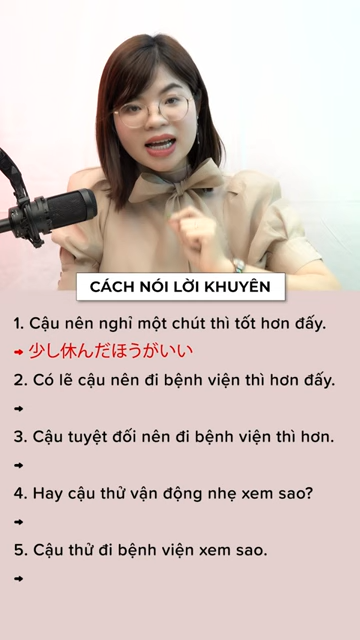 CÁCH NÓI LỜI KHUYÊN
1. Cậu nên nghỉ một chút thì tốt hơn đấy.
→ 少し休んだほうがいい
2. Có lẽ cậu nên đi bệnh viện thì hơn đấy.
→
3. Cậu tuyệt đối nên đi bệnh viện thì hơn.
→
4. Hay cậu thử vận động nhẹ xem sao?
→
5. Cậu thử đi bệnh viện xem sao.
→